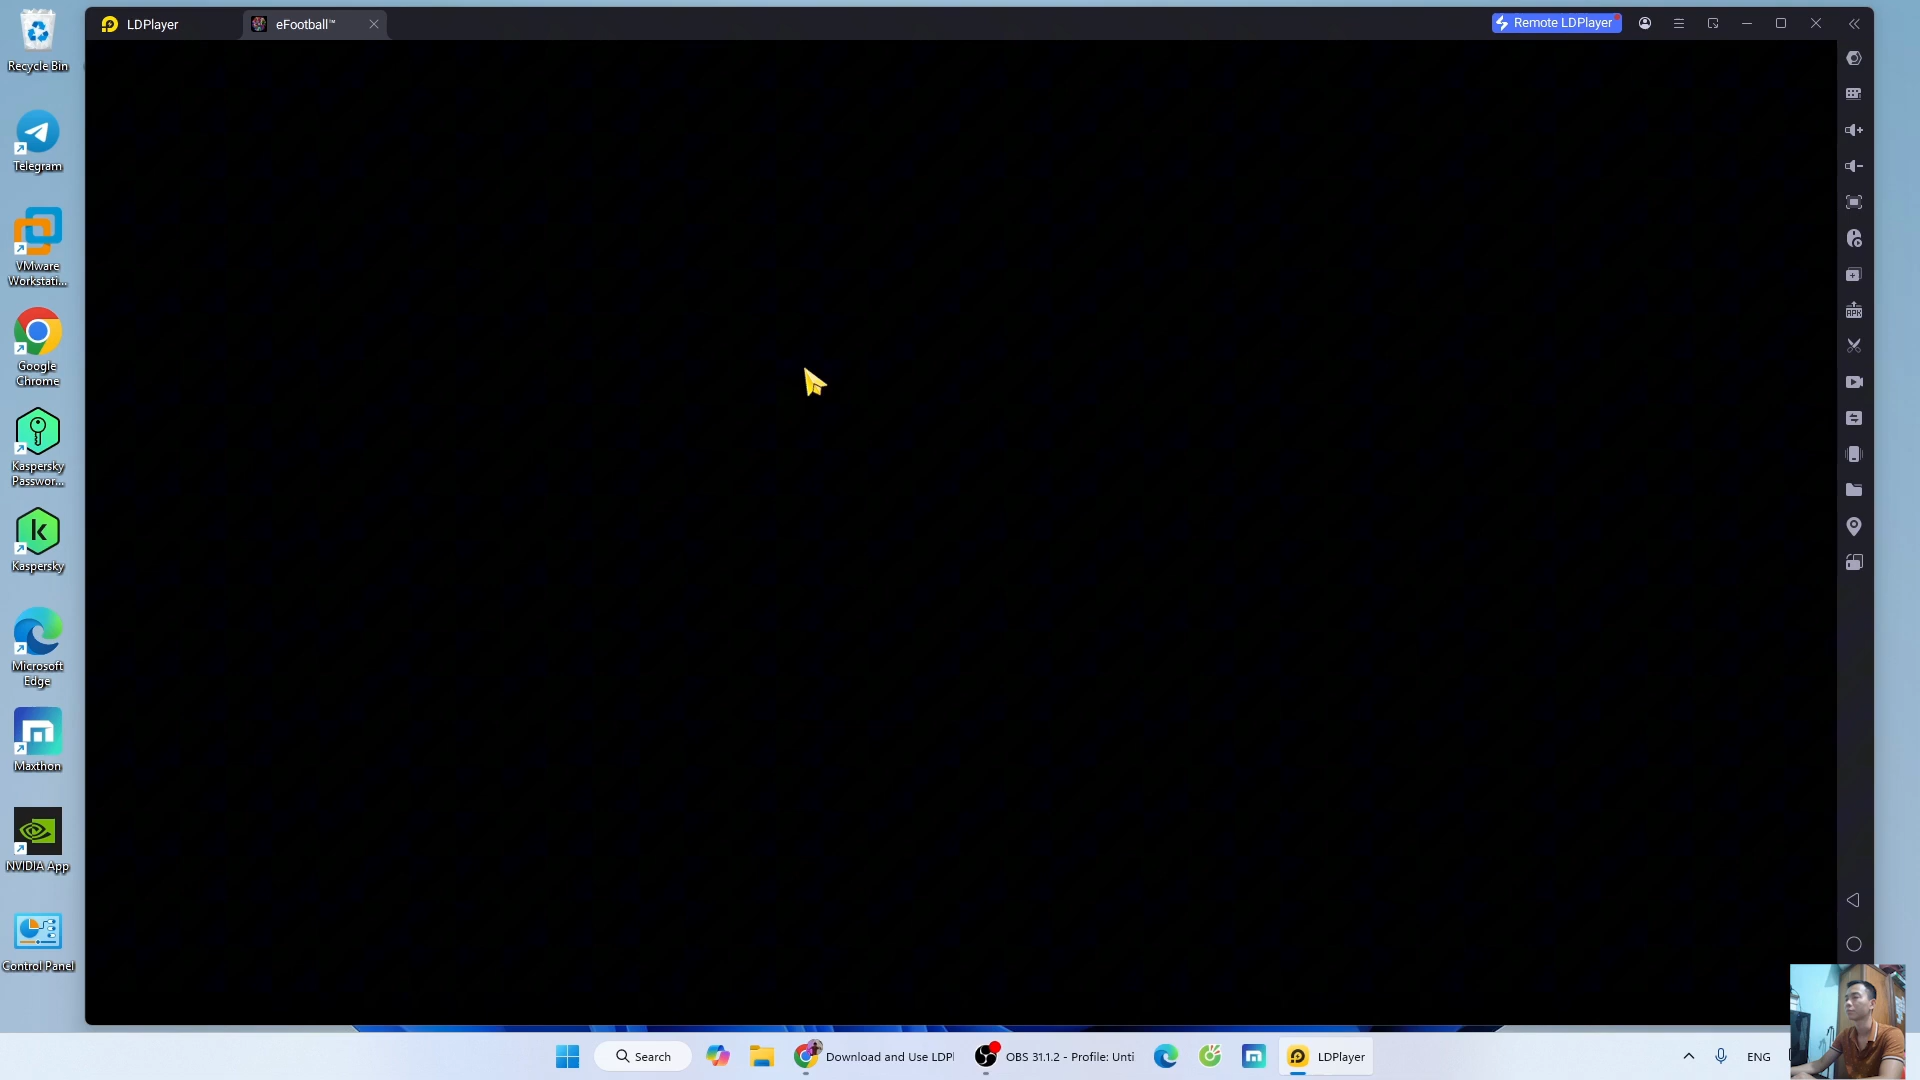 LDPlayer
eFootball™
Remote LDPlayer
Recycle Bin
Telegram
VMware
Workstati...
Google
Chrome
Kaspersky
Passwor...
Kaspersky
Microsoft
Edge
Maxthon
NVIDIA App
Control Panel
APK
Search
Download and Use LDPl
OBS 31.1.2 - Profile: Unti
LDPlayer
ENG